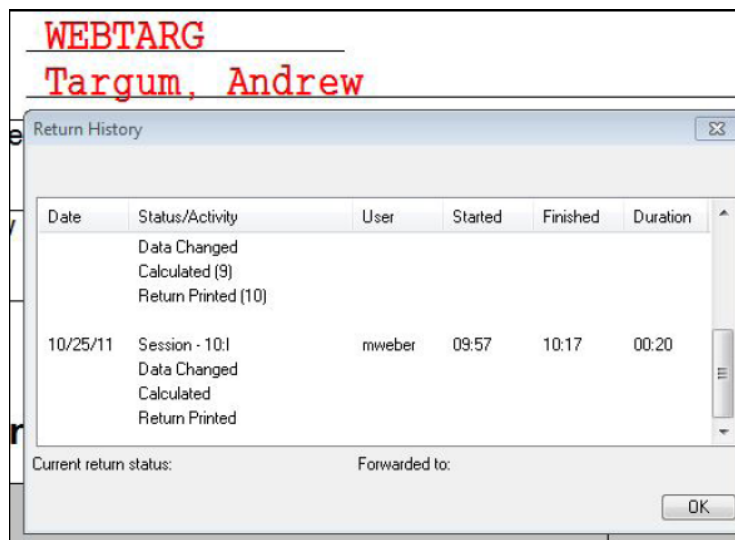 WEBTARG
Targum, Andrew
Return History
Date Status/Activity User Started Finished Duration
Data Changed
Calculated (9)
Return Printed (10)
10/25/11 Session - 10:I mweber 09:57 10:17 00:20
Data Changed
Calculated
Return Printed
Current return status: Forwarded to:
OK